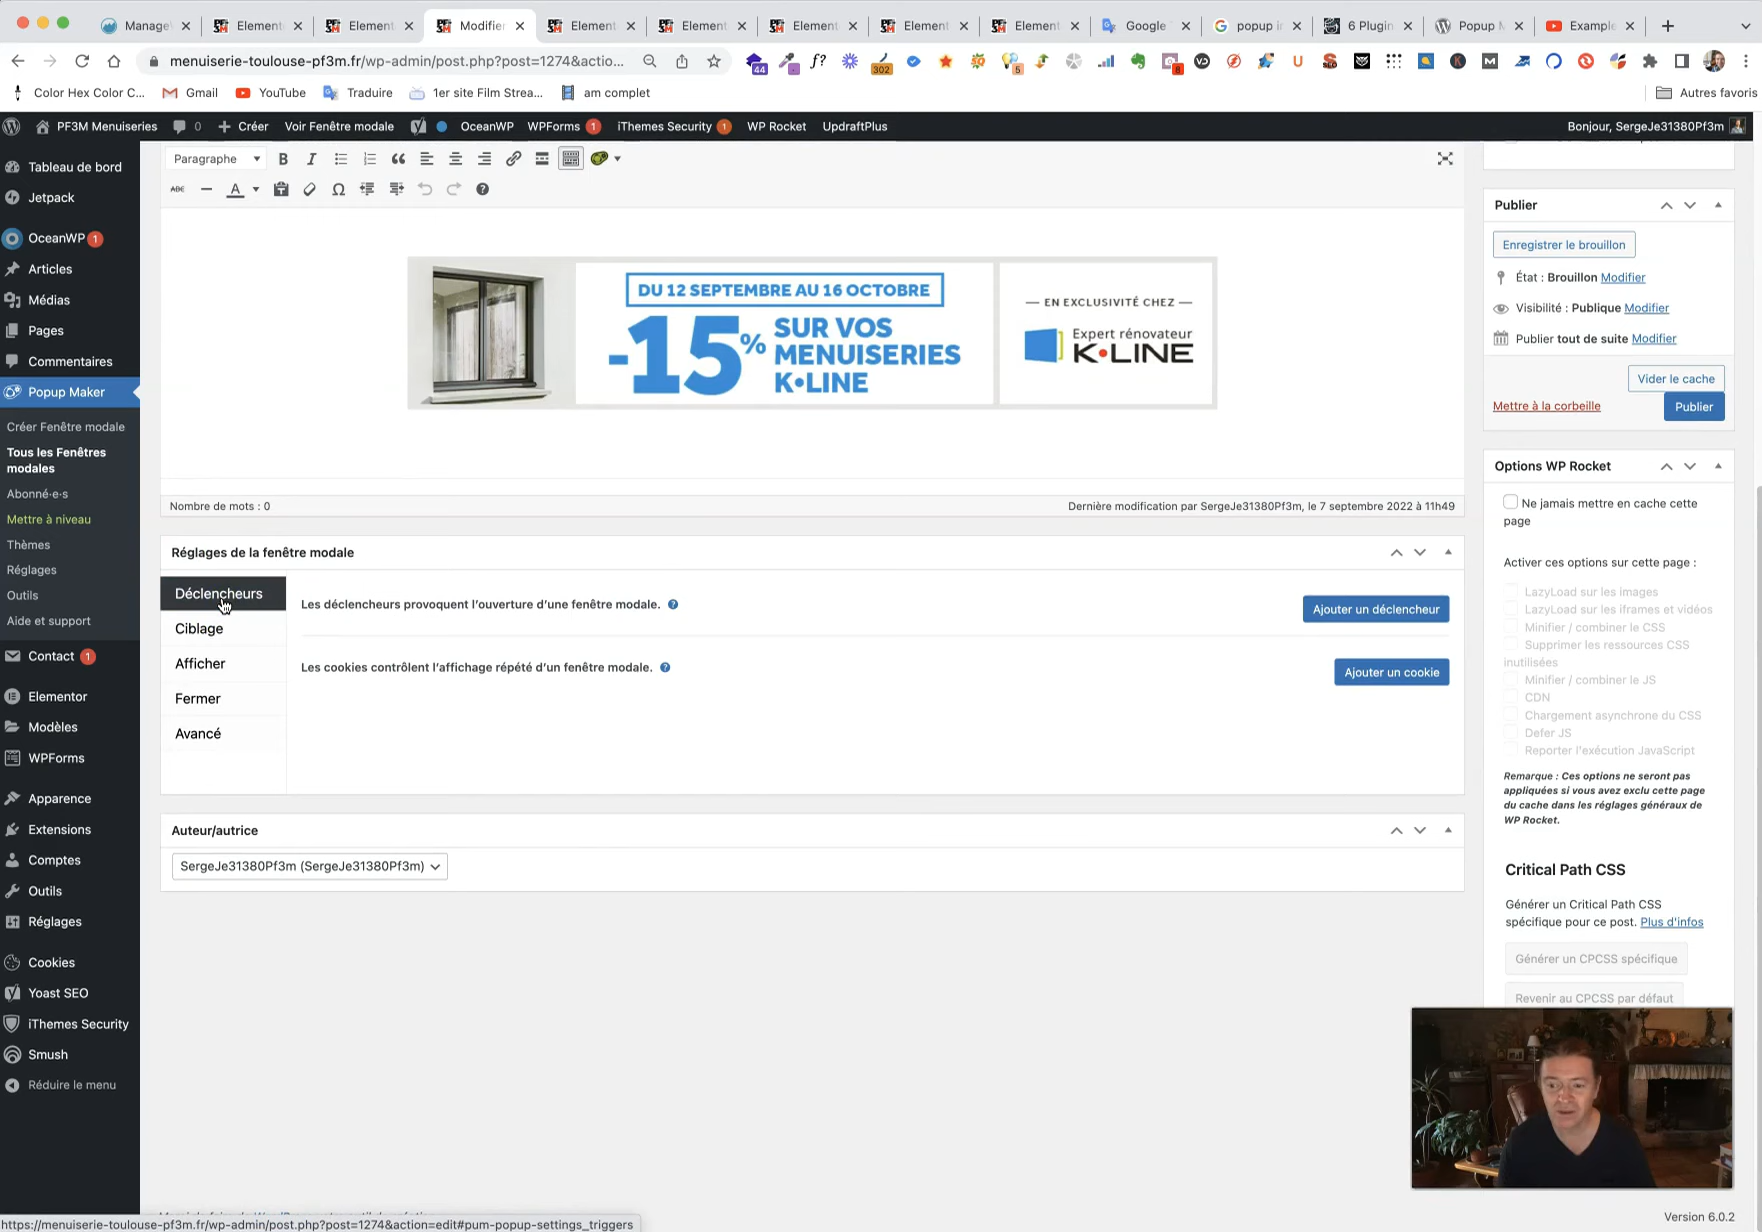 Manage
Element
Element
Modifier
Element
Element
Element
Element
Element
Google
popup in
6 Plugin
Popup M
Example
menuiserie-toulouse-pf3m.fr/wp-admin/post.php?post=1274&actio...
Color Hex Color C...
Gmail
YouTube
Traduire
1er site Film Strea...
am complet
Autres favoris
PF3M Menuiseries
0
Créer
Voir Fenêtre modale
OceanWP
WPForms 1
iThemes Security 1
WP Rocket
UpdraftPlus
Bonjour, SergeJe31380Pf3m
Tableau de bord
Jetpack
OceanWP 1
Articles
Médias
Pages
Commentaires
Popup Maker
Créer Fenêtre modale
Tous les Fenêtres
modales
Abonné·e·s
Mettre à niveau
Thèmes
Réglages
Outils
Aide et support
Contact 1
Elementor
Modèles
WPForms
Apparence
Extensions
Comptes
Outils
Réglages
Cookies
Yoast SEO
iThemes Security
Smush
Réduire le menu
Paragraphe
DU 12 SEPTEMBRE AU 16 OCTOBRE
-15% SUR VOS
MENUISERIES
K•LINE
— EN EXCLUSIVITÉ CHEZ —
Expert rénovateur
K•LINE
Nombre de mots : 0
Dernière modification par SergeJe31380Pf3m, le 7 septembre 2022 à 11h49
Réglages de la fenêtre modale
Déclencheurs
Ciblage
Afficher
Fermer
Avancé
Les déclencheurs provoquent l'ouverture d'une fenêtre modale.
Ajouter un déclencheur
Les cookies contrôlent l'affichage répété d'un fenêtre modale.
Ajouter un cookie
Auteur/autrice
SergeJe31380Pf3m (SergeJe31380Pf3m)
Publier
Enregistrer le brouillon
État : Brouillon Modifier
Visibilité : Publique Modifier
Publier tout de suite Modifier
Vider le cache
Mettre à la corbeille
Publier
Options WP Rocket
Ne jamais mettre en cache cette
page
Activer ces options sur cette page :
LazyLoad sur les images
LazyLoad sur les iframes et vidéos
Minifier / combiner le CSS
Supprimer les ressources CSS
inutilisées
Minifier / combiner le JS
CDN
Chargement asynchrone du CSS
Defer JS
Reporter l'exécution JavaScript
Remarque : Ces options ne seront pas
appliquées si vous avez exclu cette page
du cache dans les réglages généraux de
WP Rocket.
Critical Path CSS
Générer un Critical Path CSS
spécifique pour ce post. Plus d'infos
Générer un CPCSS spécifique
Revenir au CPCSS par défaut
https://menuiserie-toulouse-pf3m.fr/wp-admin/post.php?post=1274&action=edit#pum-popup-settings_triggers
Version 6.0.2